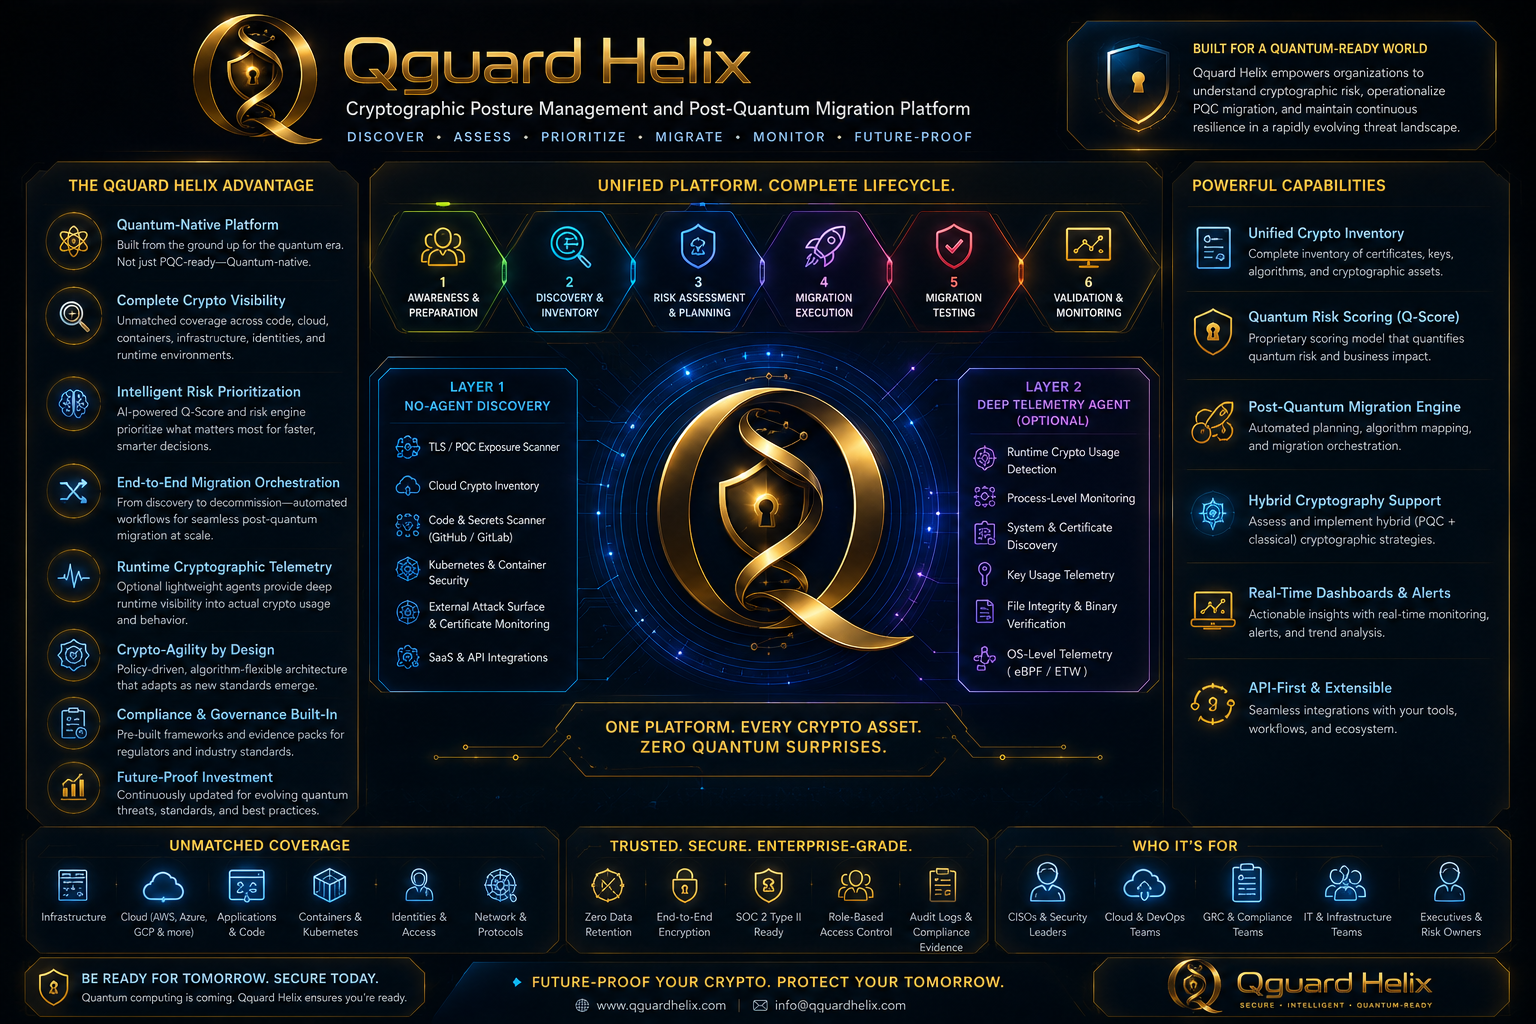 Qguard Helix
Cryptographic Posture Management and Post-Quantum Migration Platform
DISCOVER • ASSESS • PRIORITIZE • MIGRATE • MONITOR • FUTURE-PROOF
BUILT FOR A QUANTUM-READY WORLD
Qguard Helix empowers organizations to
understand cryptographic risk, operationalize
PQC migration, and maintain continuous
resilience in a rapidly evolving threat landscape.
THE QGUARD HELIX ADVANTAGE
Quantum-Native Platform
Built from the ground up for the quantum era.
Not just PQC-ready—Quantum-native.
Complete Crypto Visibility
Unmatched coverage across code, cloud,
containers, infrastructure, identities, and
runtime environments.
Intelligent Risk Prioritization
AI-powered Q-Score and risk engine
prioritize what matters most for faster,
smarter decisions.
End-to-End Migration Orchestration
From discovery to decommission—automated
workflows for seamless post-quantum
migration at scale.
Runtime Cryptographic Telemetry
Optional lightweight agents provide deep
runtime visibility into actual crypto usage
and behavior.
Crypto-Agility by Design
Policy-driven, algorithm-flexible architecture
that adapts as new standards emerge.
Compliance & Governance Built-In
Pre-built frameworks and evidence packs for
regulators and industry standards.
Future-Proof Investment
Continuously updated for evolving quantum
threats, standards, and best practices.
UNIFIED PLATFORM. COMPLETE LIFECYCLE.
1
AWARENESS &
PREPARATION
2
DISCOVERY &
INVENTORY
3
RISK ASSESSMENT
& PLANNING
4
MIGRATION
EXECUTION
5
MIGRATION
TESTING
6
VALIDATION &
MONITORING
LAYER 1
NO-AGENT DISCOVERY
TLS / PQC Exposure Scanner
Cloud Crypto Inventory
Code & Secrets Scanner
(GitHub / GitLab)
Kubernetes & Container
Security
External Attack Surface
& Certificate Monitoring
SaaS & API Integrations
LAYER 2
DEEP TELEMETRY AGENT
(OPTIONAL)
Runtime Crypto Usage
Detection
Process-Level Monitoring
System & Certificate
Discovery
Key Usage Telemetry
File Integrity & Binary
Verification
OS-Level Telemetry
( eBPF / ETW )
ONE PLATFORM. EVERY CRYPTO ASSET.
ZERO QUANTUM SURPRISES.
POWERFUL CAPABILITIES
Unified Crypto Inventory
Complete inventory of certificates, keys,
algorithms, and cryptographic assets.
Quantum Risk Scoring (Q-Score)
Proprietary scoring model that quantifies
quantum risk and business impact.
Post-Quantum Migration Engine
Automated planning, algorithm mapping,
and migration orchestration.
Hybrid Cryptography Support
Assess and implement hybrid (PQC +
classical) cryptographic strategies.
Real-Time Dashboards & Alerts
Actionable insights with real-time monitoring,
alerts, and trend analysis.
API-First & Extensible
Seamless integrations with your tools,
workflows, and ecosystem.
UNMATCHED COVERAGE
Infrastructure
Cloud (AWS, Azure,
GCP & more)
Applications
& Code
Containers &
Kubernetes
Identities &
Access
Network &
Protocols
TRUSTED. SECURE. ENTERPRISE-GRADE.
Zero Data
Retention
End-to-End
Encryption
SOC 2 Type II
Ready
Role-Based
Access Control
Audit Logs &
Compliance
Evidence
WHO IT'S FOR
CISOs & Security
Leaders
Cloud & DevOps
Teams
GRC & Compliance
Teams
IT & Infrastructure
Teams
Executives &
Risk Owners
BE READY FOR TOMORROW. SECURE TODAY.
Quantum computing is coming. Qquard Helix ensures you're ready.
FUTURE-PROOF YOUR CRYPTO. PROTECT YOUR TOMORROW.
www.qguardhelix.com | info@qguardhelix.com
Qguard Helix
SECURE • INTELLIGENT • QUANTUM-READY